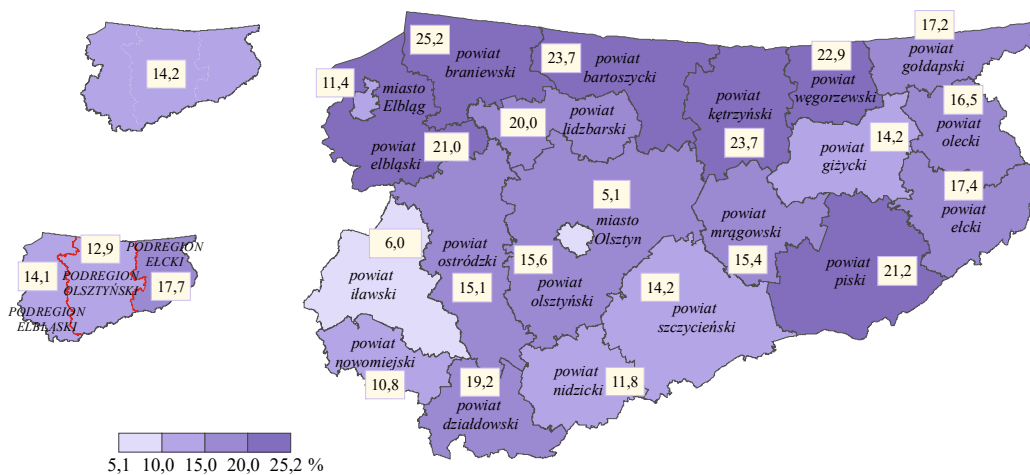 14,2
14,1
12,9
17,7
PODREGION
EŁCKI
PODREGION
OLSZTYŃSKI
PODREGION
ELBLĄSKI
25,2
powiat
braniewski
11,4
miasto
Elbląg
powiat
elbląski
21,0
23,7
powiat
bartoszycki
20,0
powiat
lidzbarski
powiat
kętrzyński
23,7
22,9
powiat
węgorzewski
17,2
powiat
gołdapski
16,5
powiat
olecki
14,2
powiat
giżycki
17,4
powiat
ełcki
5,1
miasto
Olsztyn
15,6
powiat
olsztyński
powiat
mrągowski
15,4
powiat
piski
21,2
6,0
powiat
iławski
powiat
ostródzki
15,1
14,2
powiat
szczycieński
powiat
nowomiejski
10,8
19,2
powiat
działdowski
powiat
nidzicki
11,8
5,1 10,0 15,0 20,0 25,2 %